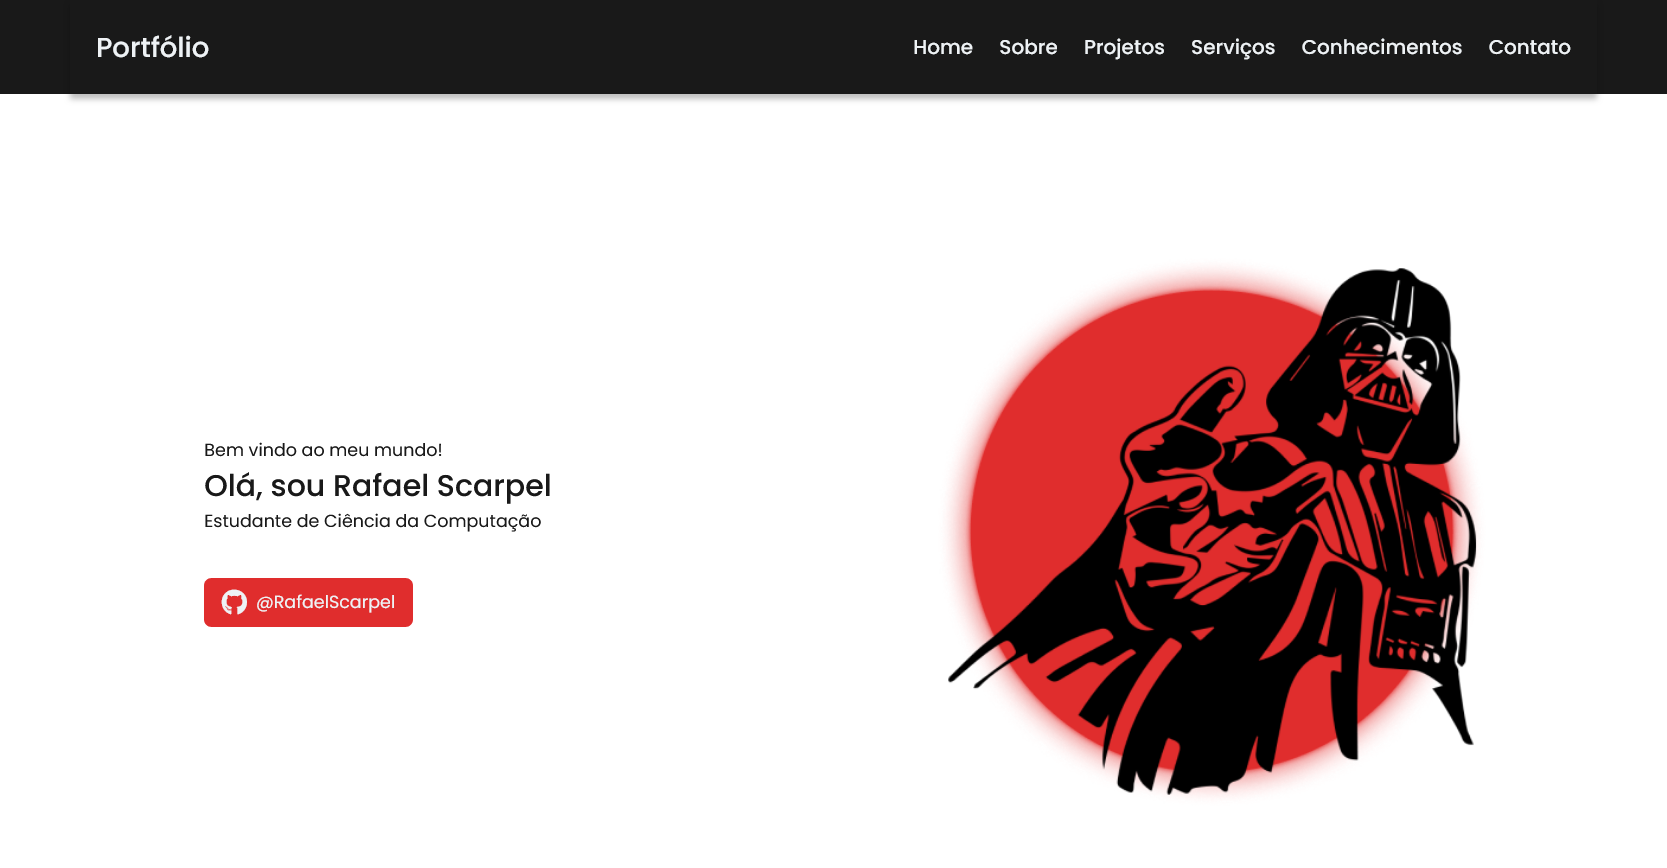 Portfólio
Home Sobre Projetos Serviços Conhecimentos Contato
Bem vindo ao meu mundo!
Olá, sou Rafael Scarpel
Estudante de Ciência da Computação
@RafaelScarpel